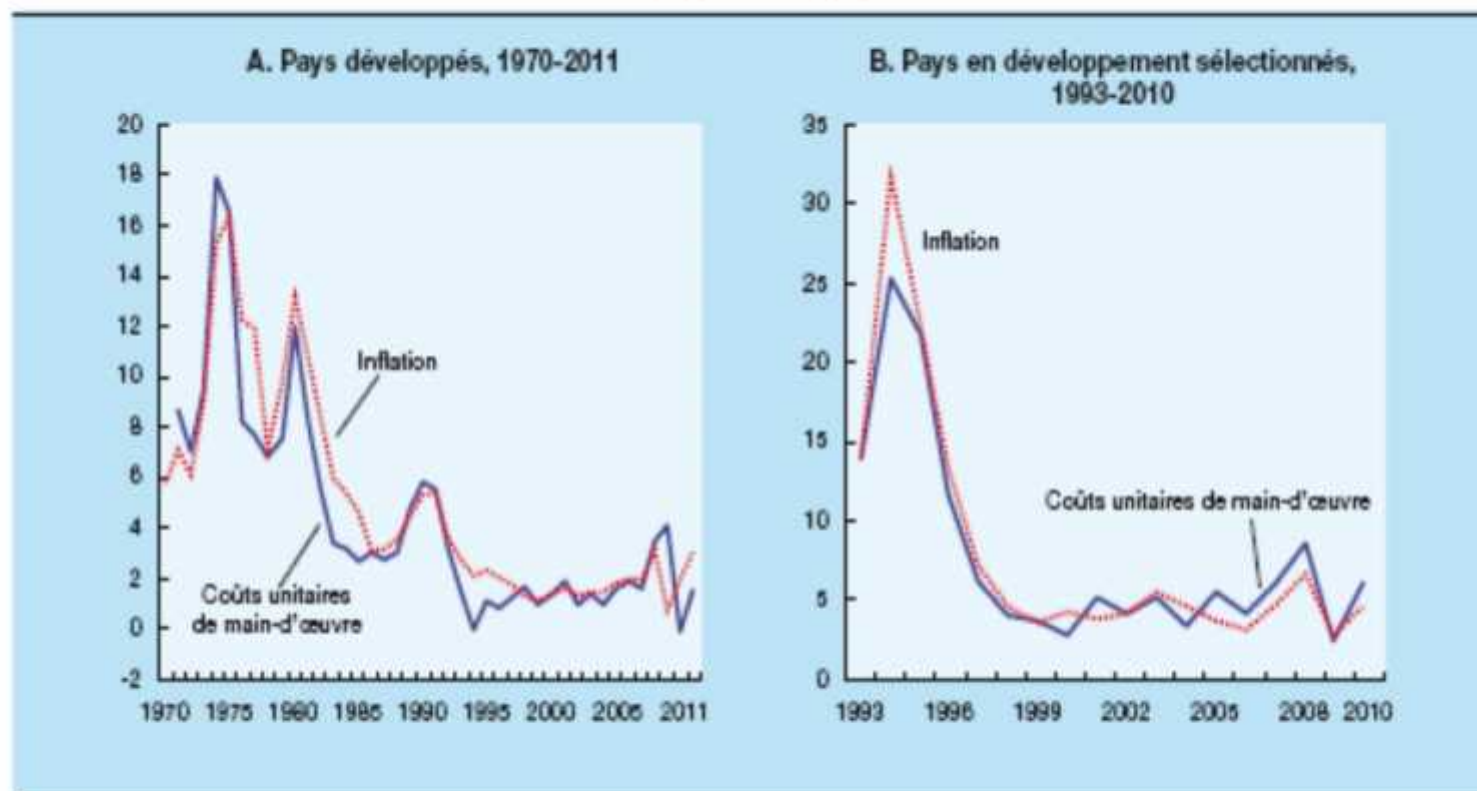 A. Pays développés, 1970-2011
20
18
16
14
12
10
8
6
4
2
0
-2
Inflation
Coûts unitaires
de main-d'œuvre
1970 1975 1980 1985 1990 1995 2000 2005 2011
B. Pays en développement sélectionnés,
1993-2010
35
30
25
20
15
10
5
0
Inflation
Coûts unitaires de main-d'œuvre
1993 1996 1999 2002 2005 2008 2010